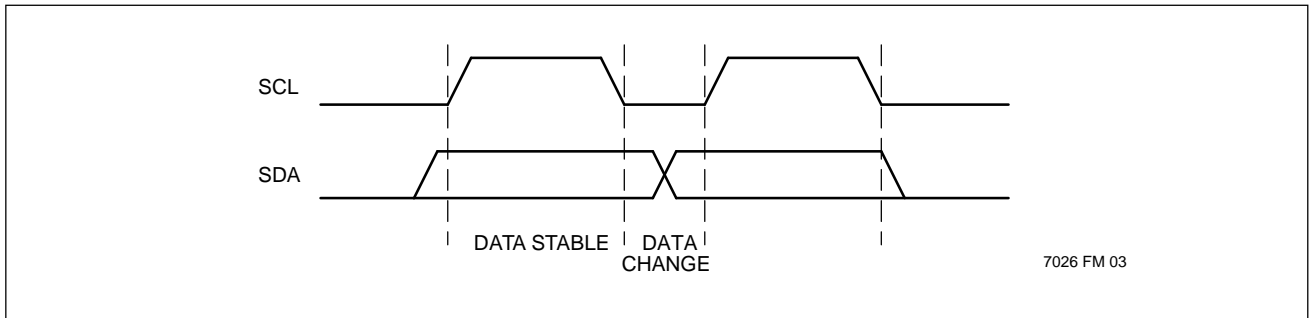 SCL
SDA
DATA STABLE
DATA
CHANGE
7026 FM 03